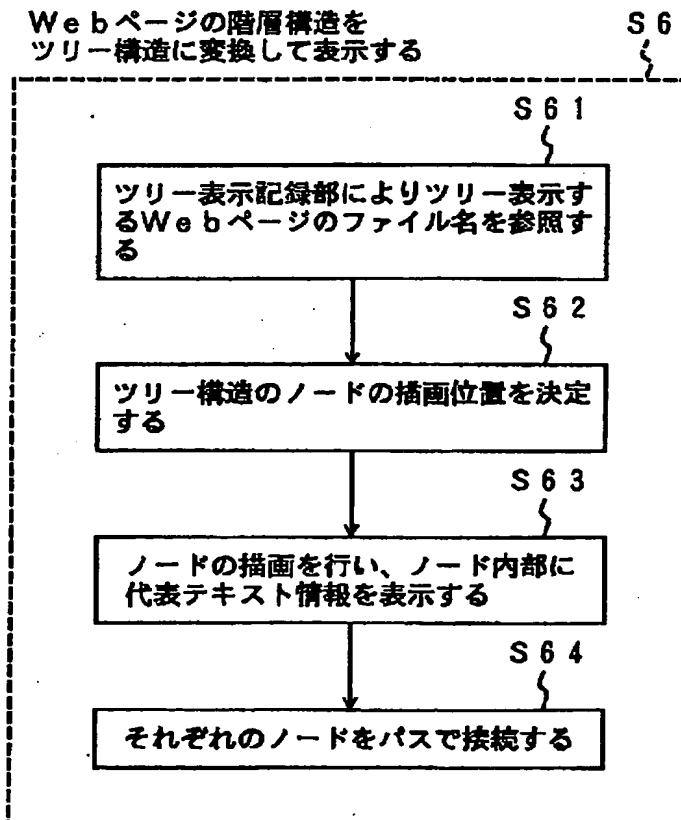 Webページの階層構造を
ツリー構造に変換して表示する
S6
S61
ツリー表示記録部によりツリー表示す
るWebページのファイル名を参照す
る
S62
ツリー構造のノードの描画位置を決定
する
S63
ノードの描画を行い、ノード内部に
代表テキスト情報を表示する
S64
それぞれのノードをパスで接続する